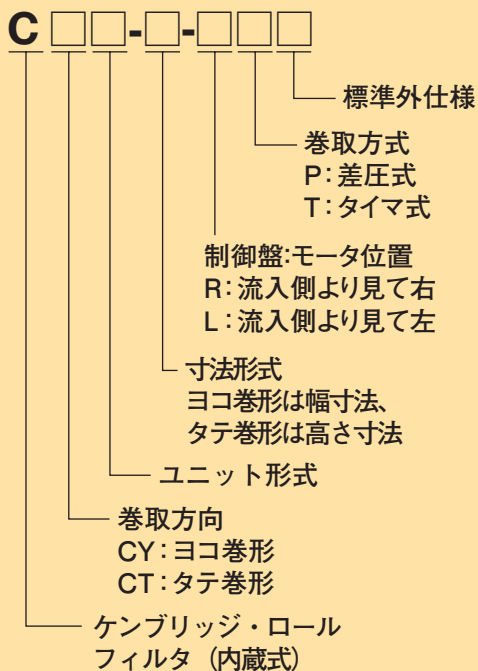 C□□-□-□□□
標準外仕様
巻取方式
P：差圧式
T：タイマ式
制御盤:モータ位置
R：流入側より見て右
L：流入側より見て左
寸法形式
ヨコ巻形は幅寸法、
タテ巻形は高さ寸法
ユニット形式
巻取方向
CY：ヨコ巻形
CT：タテ巻形
ケンブリッジ・ロール
フィルタ（内蔵式）